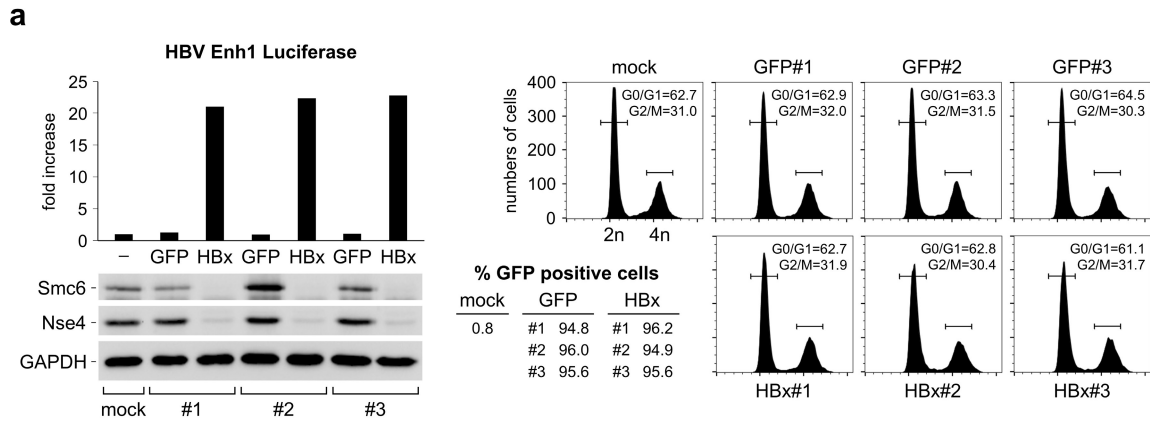 a
HBV Enh1 Luciferase
fold increase
25
20
15
10
5
0
– GFP HBx GFP HBx GFP HBx
Smc6
Nse4
GAPDH
mock #1 #2 #3
mock GFP#1 GFP#2 GFP#3
numbers of cells
400
300
200
100
0
G0/G1=62.7
G2/M=31.0
G0/G1=62.9
G2/M=32.0
G0/G1=63.3
G2/M=31.5
G0/G1=64.5
G2/M=30.3
2n 4n
G0/G1=62.7
G2/M=31.9
G0/G1=62.8
G2/M=30.4
G0/G1=61.1
G2/M=31.7
HBx#1 HBx#2 HBx#3
% GFP positive cells
mock GFP HBx
0.8 #1 94.8 #1 96.2
#2 96.0 #2 94.9
#3 95.6 #3 95.6